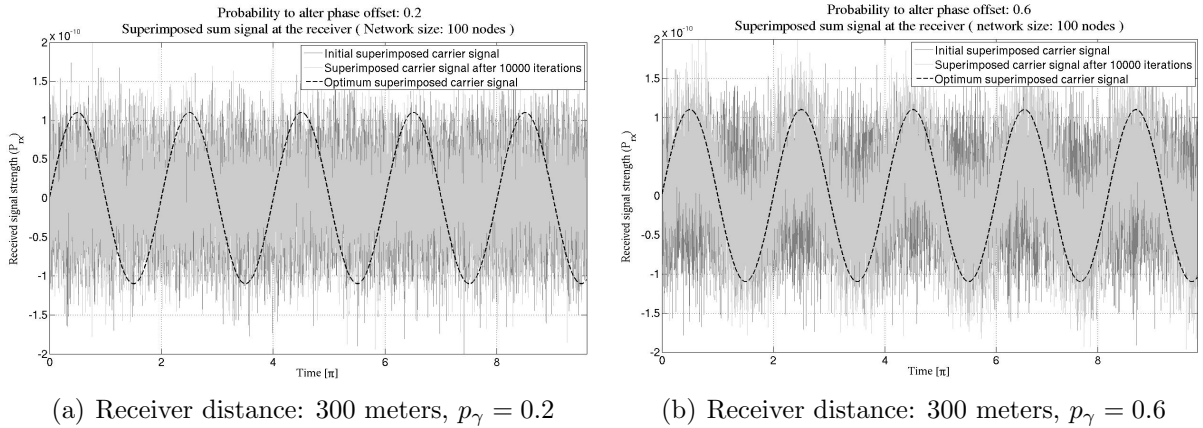 Probability to alter phase offset: 0.2
Superimposed sum signal at the receiver ( Network size: 100 nodes )
x 10⁻¹⁰
Initial superimposed carrier signal
Superimposed carrier signal after 10000 iterations
Optimum superimposed carrier signal
Received signal strength (P_rx)
2
1.5
1
0.5
0
-0.5
-1
-1.5
-2
0 2 4 6 8
Time [π]
(a) Receiver distance: 300 meters, p_γ = 0.2
Probability to alter phase offset: 0.6
Superimposed sum signal at the receiver ( network size: 100 nodes )
x 10⁻¹⁰
Initial superimposed carrier signal
Superimposed carrier signal after 10000 iterations
Optimum superimposed carrier signal
Received signal strength (P_rx)
2
1.5
1
0.5
0
-0.5
-1
-1.5
-2
0 2 4 6 8
Time [π]
(b) Receiver distance: 300 meters, p_γ = 0.6